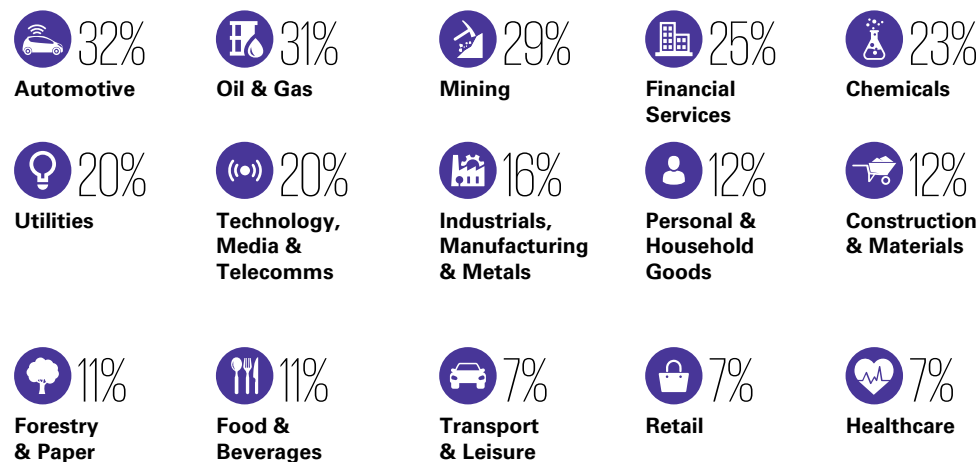 32%
Automotive
31%
Oil & Gas
29%
Mining
25%
Financial
Services
23%
Chemicals
20%
Utilities
20%
Technology,
Media &
Telecomms
16%
Industrials,
Manufacturing
& Metals
12%
Personal &
Household
Goods
12%
Construction
& Materials
11%
Forestry
& Paper
11%
Food &
Beverages
7%
Transport
& Leisure
7%
Retail
7%
Healthcare